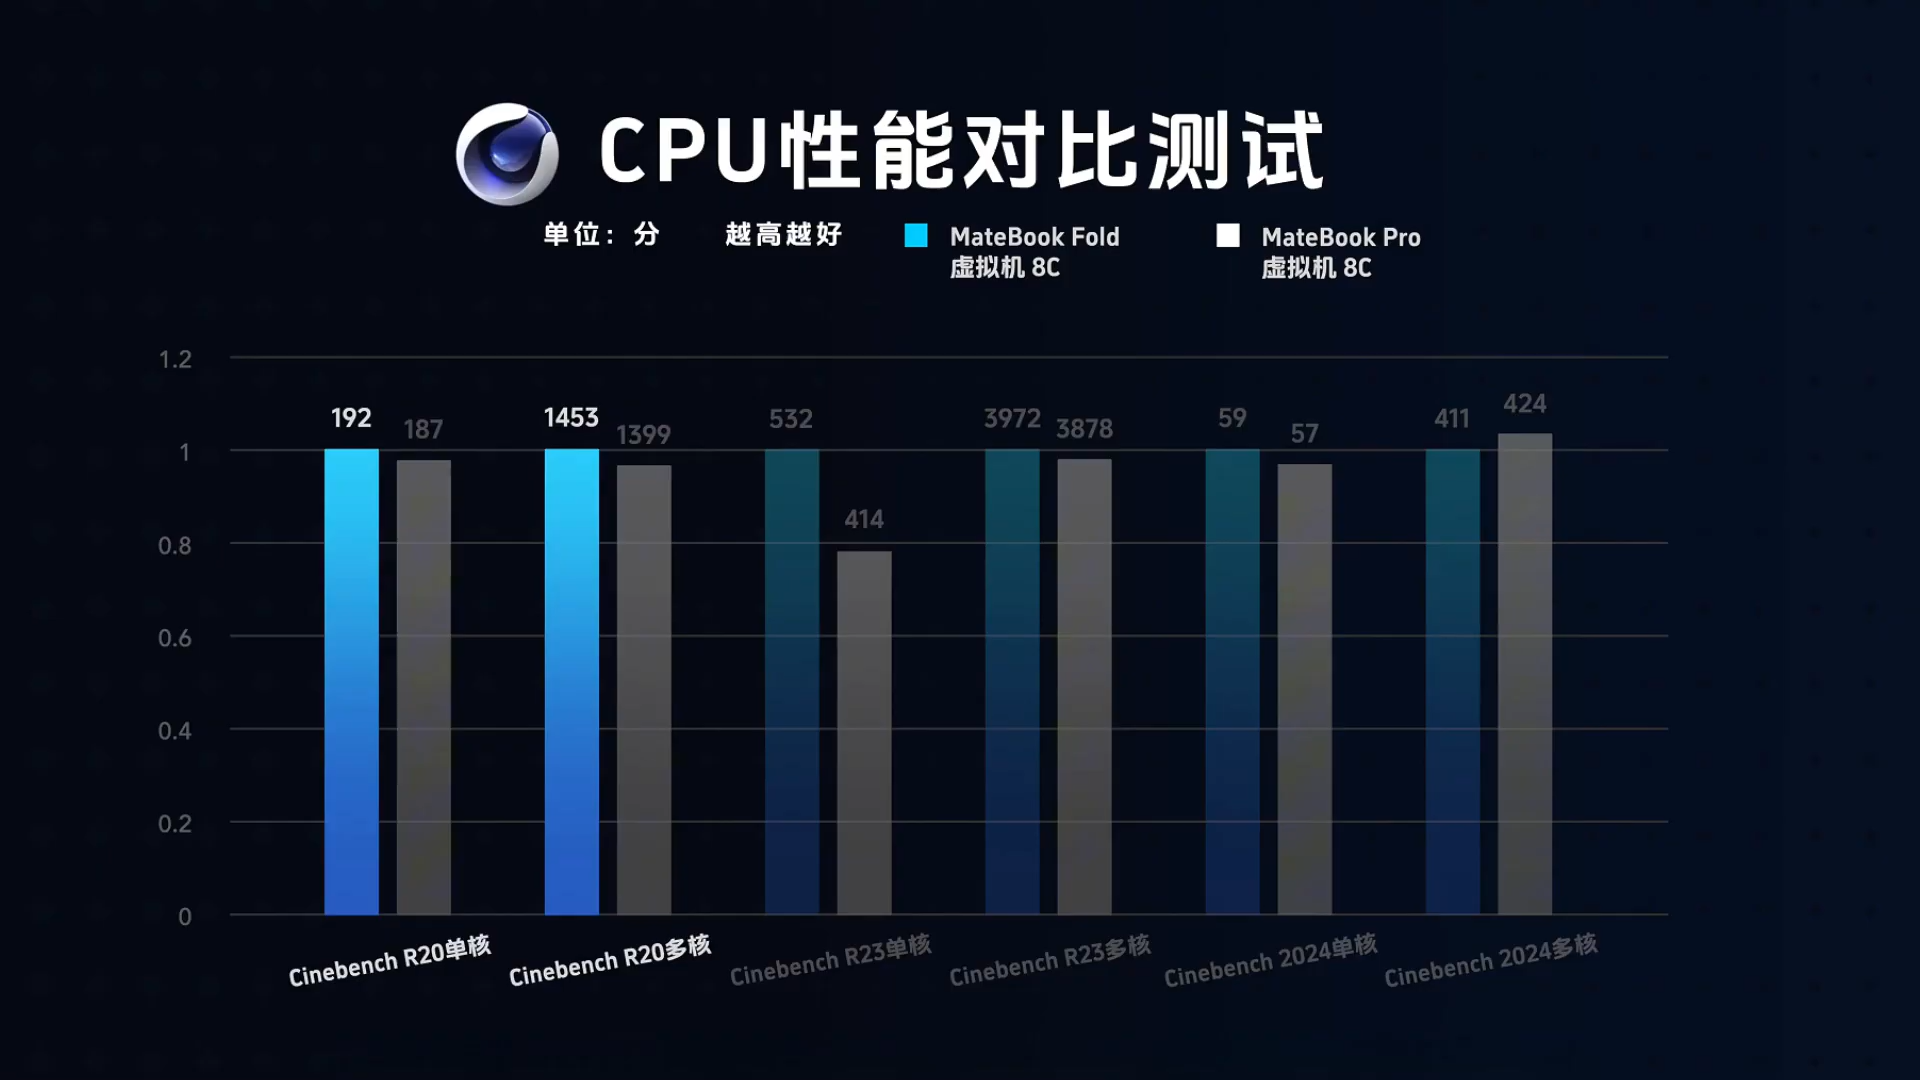 CPU性能对比测试
单位：分 越高越好 MateBook Fold 虚拟机 8C MateBook Pro 虚拟机 8C
1.2
1
0.8
0.6
0.4
0.2
0
192 187 1453 1399 532 414 3972 3878 59 57 411 424
Cinebench R20单核 Cinebench R20多核 Cinebench R23单核 Cinebench R23多核 Cinebench 2024单核 Cinebench 2024多核